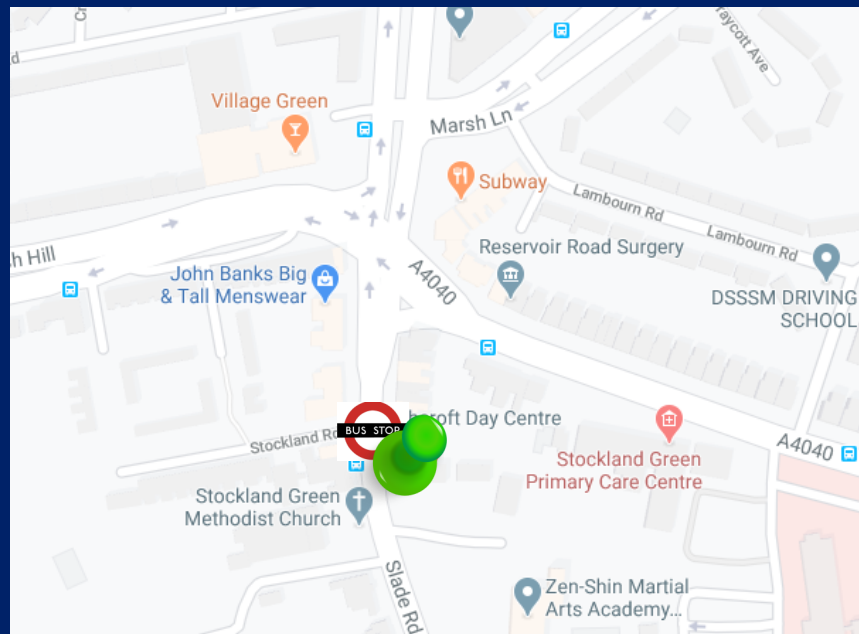 Village Green
Marsh Ln
Subway
Lambourn Rd
Lambourn Rd
Reservoir Road Surgery
Hill
John Banks Big
& Tall Menswear
A4040
DSSSM DRIVING
SCHOOL
BUS STOP
Day Centre
Stockland Rd
A4040
Stockland Green
Primary Care Centre
Stockland Green
Methodist Church
Slade Rd
Zen-Shin Martial
Arts Academy...